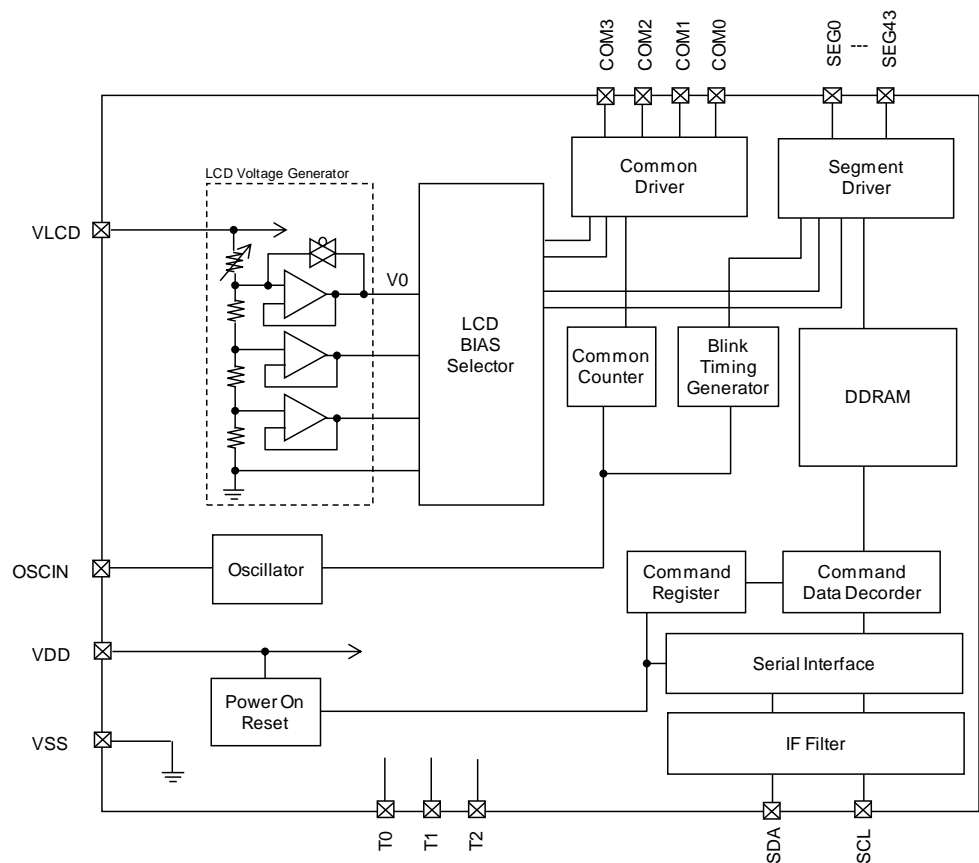 COM3
COM2
COM1
COM0
SEG0
---
SEG43
Common
Driver
Segment
Driver
LCD Voltage Generator
VLCD
V0
LCD
BIAS
Selector
Common
Counter
Blink
Timing
Generator
DDRAM
OSCIN
Oscillator
Command
Register
Command
Data Decorder
VDD
Serial Interface
Power On
Reset
VSS
IF Filter
T0
T1
T2
SDA
SCL